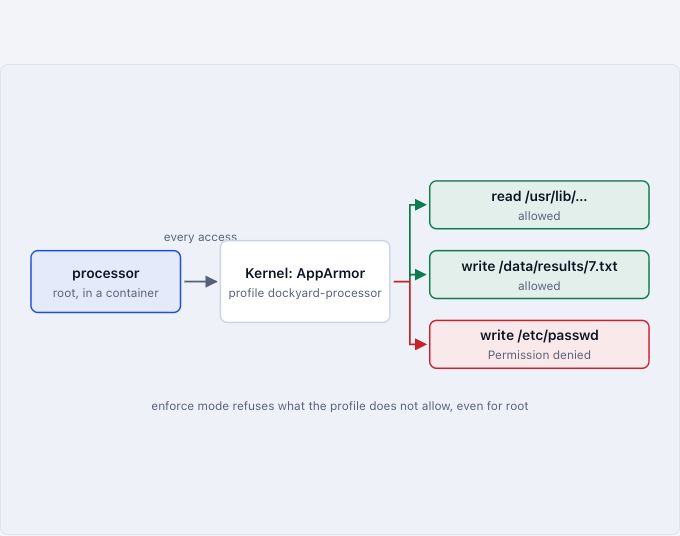 every access
processor
root, in a container
Kernel: AppArmor
profile dockyard-processor
read /usr/lib/...
allowed
write /data/results/7.txt
allowed
write /etc/passwd
Permission denied
enforce mode refuses what the profile does not allow, even for root